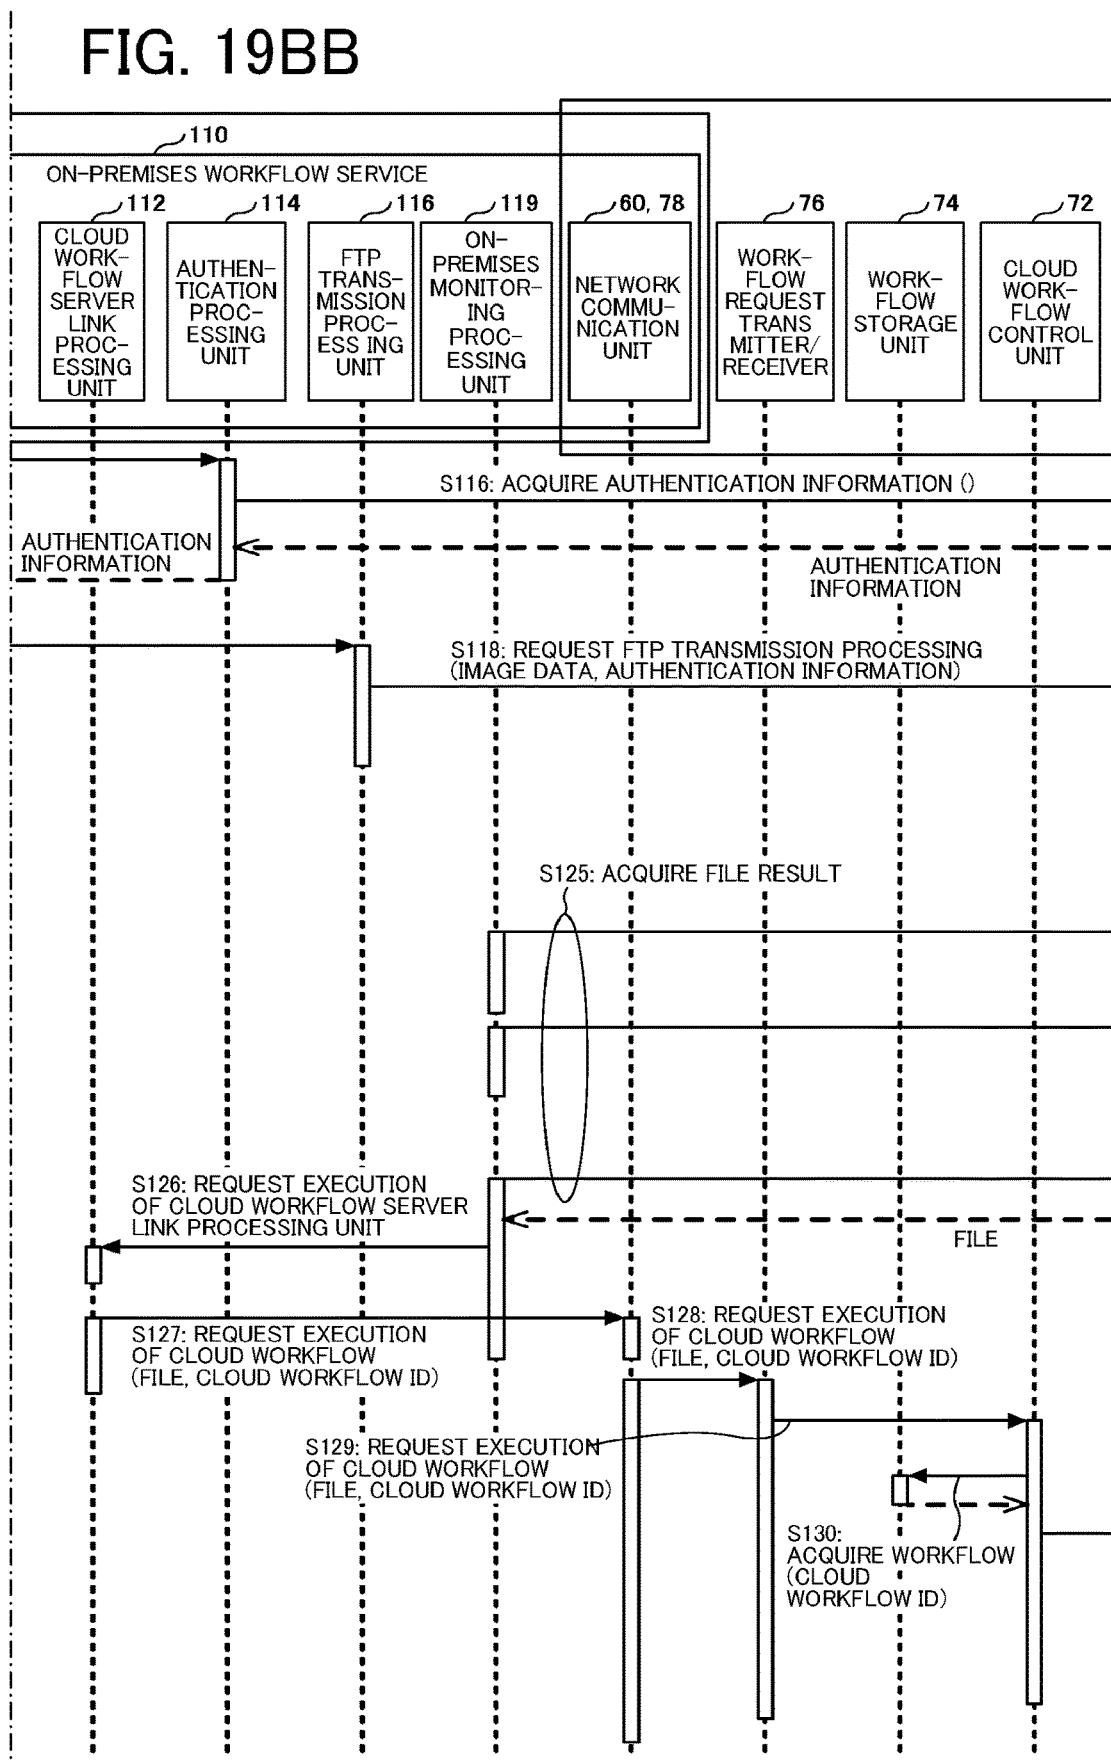 FIG. 19BB
110
ON-PREMISES WORKFLOW SERVICE
112
CLOUD
WORK-
FLOW
SERVER
LINK
PROC-
ESSING
UNIT
114
AUTHEN-
TICATION
PROC-
ESSING
UNIT
116
FTP
TRANS-
MISSION
PROC-
ESS ING
UNIT
119
ON-
PREMISES
MONITOR-
ING
PROC-
ESSING
UNIT
60, 78
NETWORK
COMMU-
NICATION
UNIT
76
WORK-
FLOW
REQUEST
TRANS
MITTER/
RECEIVER
74
WORK-
FLOW
STORAGE
UNIT
72
CLOUD
WORK-
FLOW
CONTROL
UNIT
S116: ACQUIRE AUTHENTICATION INFORMATION ()
AUTHENTICATION
INFORMATION
AUTHENTICATION
INFORMATION
S118: REQUEST FTP TRANSMISSION PROCESSING
(IMAGE DATA, AUTHENTICATION INFORMATION)
S125: ACQUIRE FILE RESULT
S126: REQUEST EXECUTION
OF CLOUD WORKFLOW SERVER
LINK PROCESSING UNIT
FILE
S127: REQUEST EXECUTION
OF CLOUD WORKFLOW
(FILE, CLOUD WORKFLOW ID)
S128: REQUEST EXECUTION
OF CLOUD WORKFLOW
(FILE, CLOUD WORKFLOW ID)
S129: REQUEST EXECUTION
OF CLOUD WORKFLOW
(FILE, CLOUD WORKFLOW ID)
S130:
ACQUIRE WORKFLOW
(CLOUD
WORKFLOW ID)